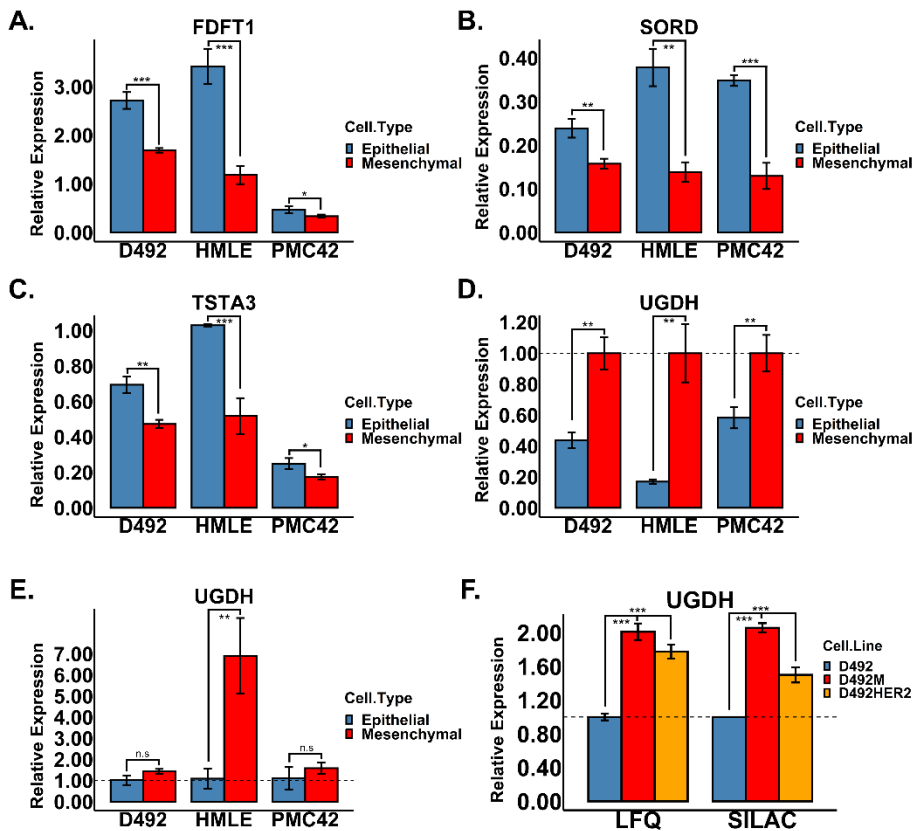 A.
FDFT1
Relative Expression
3.00
2.00
1.00
0.00
***
***
*
D492 HMLE PMC42
Cell.Type
Epithelial
Mesenchymal
B.
SORD
Relative Expression
0.40
0.30
0.20
0.10
0.00
**
**
***
D492 HMLE PMC42
Cell.Type
Epithelial
Mesenchymal
C.
TSTA3
Relative Expression
1.00
0.80
0.60
0.40
0.20
0.00
**
***
*
D492 HMLE PMC42
Cell.Type
Epithelial
Mesenchymal
D.
UGDH
Relative Expression
1.20
1.00
0.80
0.60
0.40
0.20
0.00
**
**
**
D492 HMLE PMC42
Cell.Type
Epithelial
Mesenchymal
E.
UGDH
Relative Expression
7.00
6.00
5.00
4.00
3.00
2.00
1.00
0.00
n.s
**
n.s
D492 HMLE PMC42
Cell.Type
Epithelial
Mesenchymal
F.
UGDH
Relative Expression
2.00
1.60
1.20
0.80
0.40
0.00
***
***
***
***
LFQ SILAC
Cell.Line
D492
D492M
D492HER2